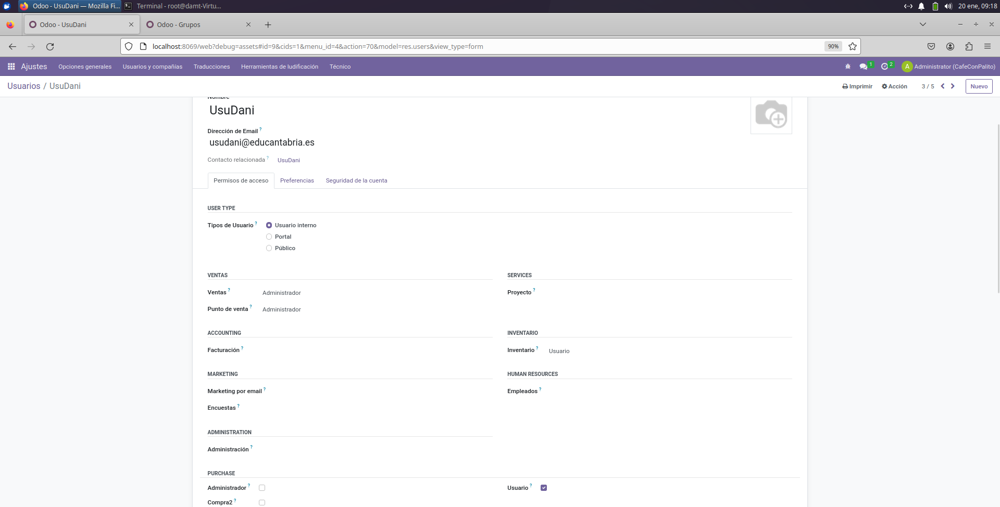 Odoo - UsuDani — Mozilla Fi...
Terminal - root@damt-Virtu...
20 ene, 09:18
Odoo - UsuDani
Odoo - Grupos
localhost:8069/web?debug=assets#id=9&cids=1&menu_id=4&action=70&model=res.users&view_type=form
90%
Ajustes
Opciones generales
Usuarios y compañías
Traducciones
Herramientas de ludificación
Técnico
1
2
A
Administrator (CafeConPalito)
Usuarios / UsuDani
Imprimir
Acción
3 / 5
Nuevo
Nombre
UsuDani
Dirección de Email ?
usudani@educantabria.es
Contacto relacionada ?
UsuDani
Permisos de acceso
Preferencias
Seguridad de la cuenta
USER TYPE
Tipos de Usuario ?
Usuario interno
Portal
Público
VENTAS
SERVICES
Ventas ?
Administrador
Proyecto ?
Punto de venta ?
Administrador
ACCOUNTING
INVENTARIO
Facturación ?
Inventario ?
Usuario
MARKETING
HUMAN RESOURCES
Marketing por email ?
Empleados ?
Encuestas ?
ADMINISTRATION
Administración ?
PURCHASE
Administrador ?
Usuario ?
Compra2 ?